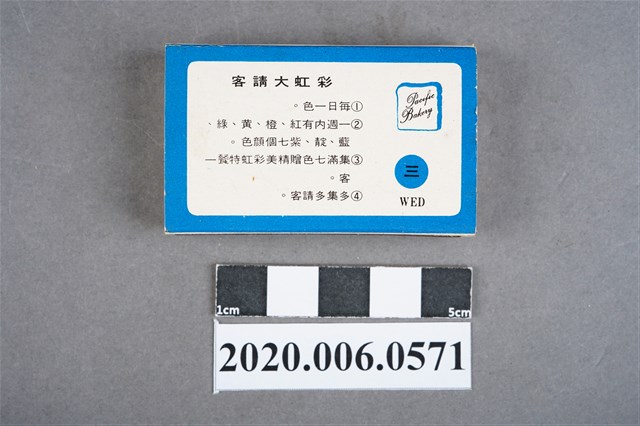 彩虹大請客
①每日一色。
②一週內有紅、橙、黃、綠、
藍、靛、紫七個顏色。
③集滿七色贈精美彩虹特餐一
客。
④多集多請客。
Pacific
Bakery
三
WED
1cm 5cm
2020.006.0571